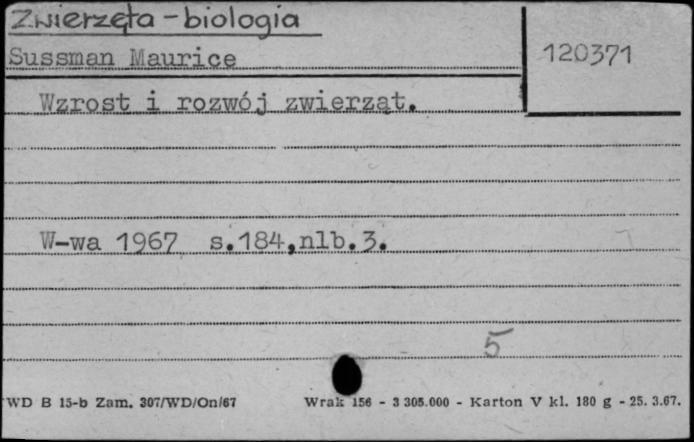 Zwierzęta - biologia
Sussman Maurice
120371
Wzrost i rozwój zwierząt.
W-wa 1967 s.184,nlb.3.
5
WD B 15-b Zam. 307/WD/On/67 Wrak 156 - 3 305.000 - Karton V kl. 180 g - 25. 3.67.